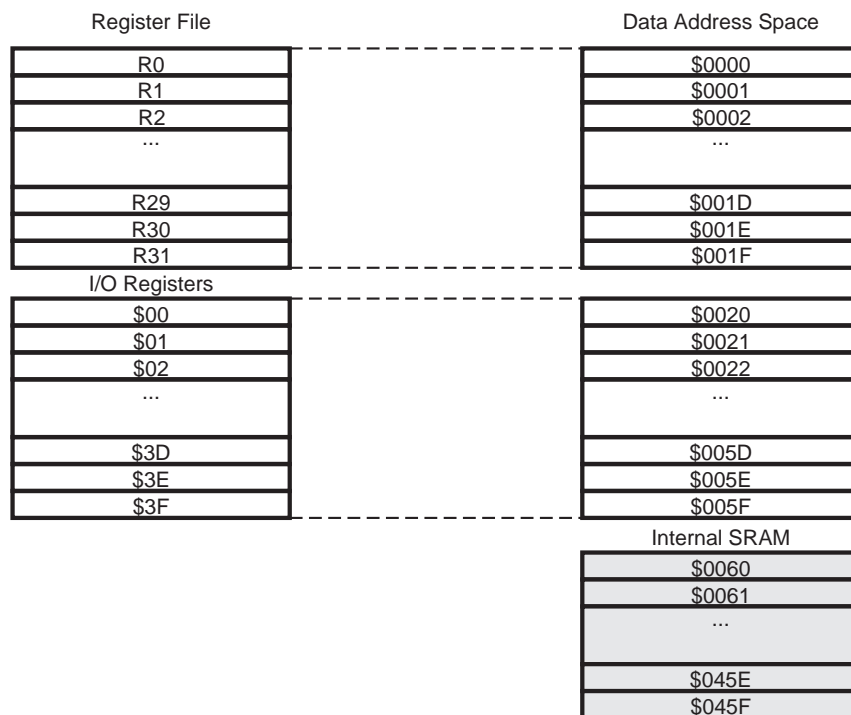 Register File
Data Address Space
R0
$0000
R1
$0001
R2
$0002
...
...
R29
$001D
R30
$001E
R31
$001F
I/O Registers
$00
$0020
$01
$0021
$02
$0022
...
...
$3D
$005D
$3E
$005E
$3F
$005F
Internal SRAM
$0060
$0061
...
$045E
$045F